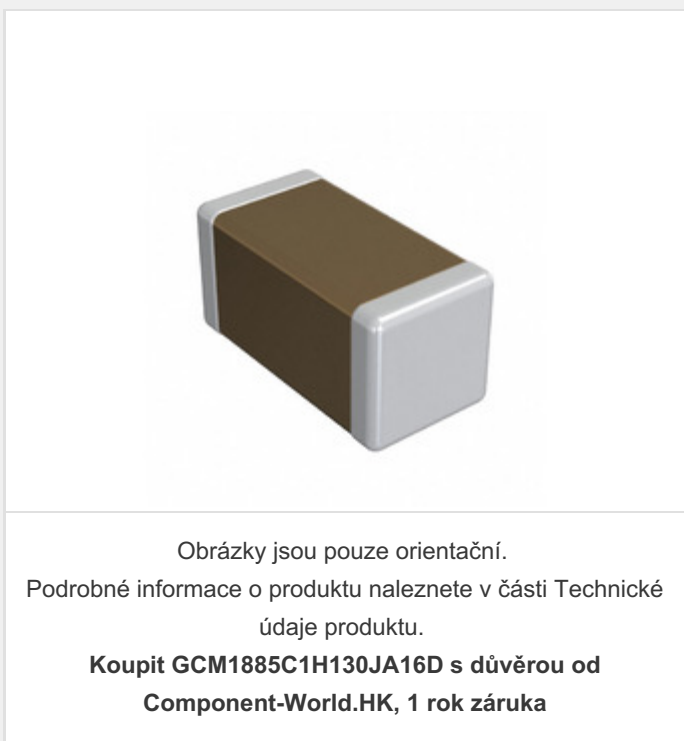 Obrázky jsou pouze orientační.
Podrobné informace o produktu naleznete v části Technické
údaje produktu.
Koupit GCM1885C1H130JA16D s důvěrou od
Component-World.HK, 1 rok záruka